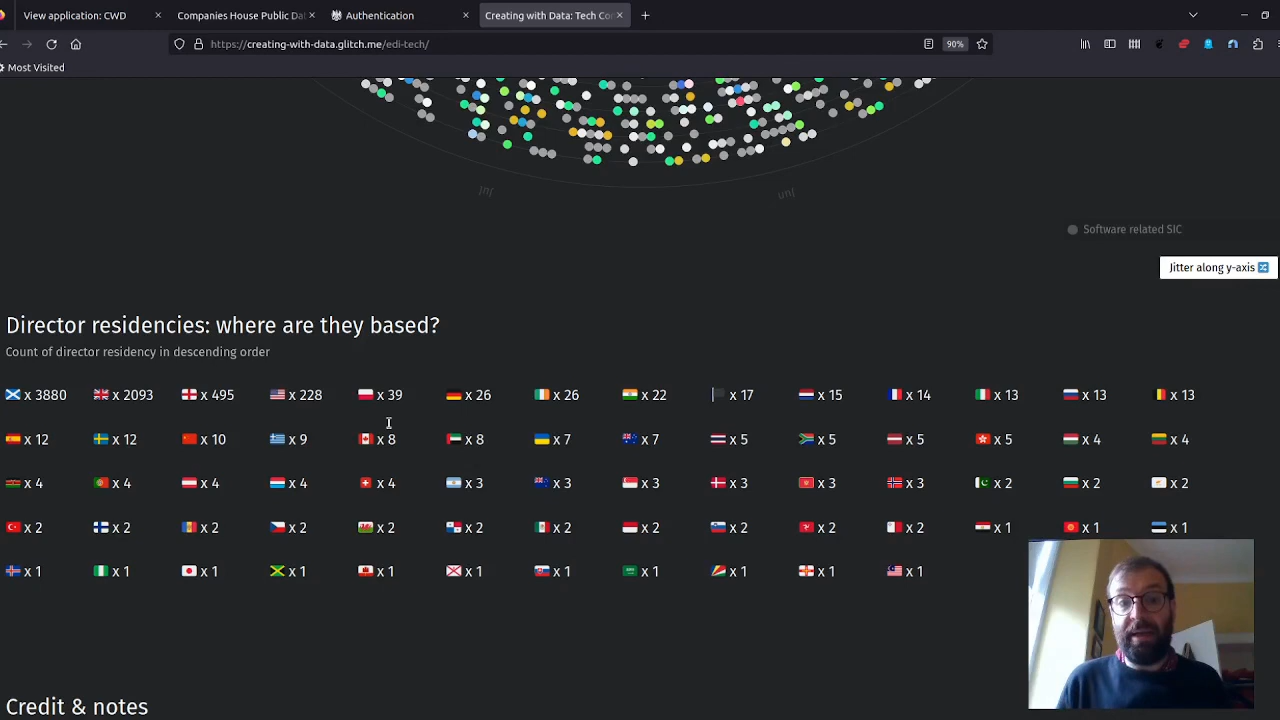 View application: CWD
Companies House Public Da
Authentication
Creating with Data: Tech Co
https://creating-with-data.glitch.me/edi-tech/
90%
Most Visited
Jul
Jun
Software related SIC
Jitter along y-axis
Director residencies: where are they based?
Count of director residency in descending order
x 3880 x 2093 x 495 x 228 x 39 x 26 x 26 x 22 x 17 x 15 x 14 x 13 x 13 x 13
x 12 x 12 x 10 x 9 x 8 x 8 x 7 x 7 x 5 x 5 x 5 x 5 x 4 x 4
x 4 x 4 x 4 x 4 x 4 x 3 x 3 x 3 x 3 x 3 x 3 x 2 x 2 x 2
x 2 x 2 x 2 x 2 x 2 x 2 x 2 x 2 x 2 x 2 x 2 x 1 x 1 x 1
x 1 x 1 x 1 x 1 x 1 x 1 x 1 x 1 x 1 x 1 x 1
Credit & notes